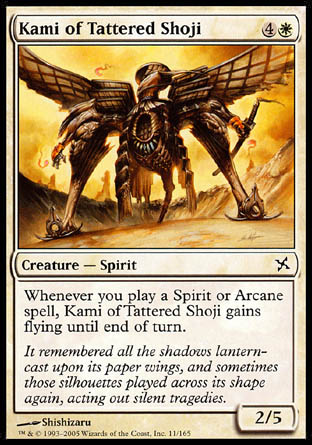 Kami of Tattered Shoji 4
Creature — Spirit
Whenever you play a Spirit or Arcane
spell, Kami of Tattered Shoji gains
flying until end of turn.
It remembered all the shadows lantern-
cast upon its paper wings, and sometimes
those silhouettes played across its shape
again, acting out silent tragedies.
Shishizaru
2/5
™ & © 1993–2005 Wizards of the Coast, Inc. 11/165